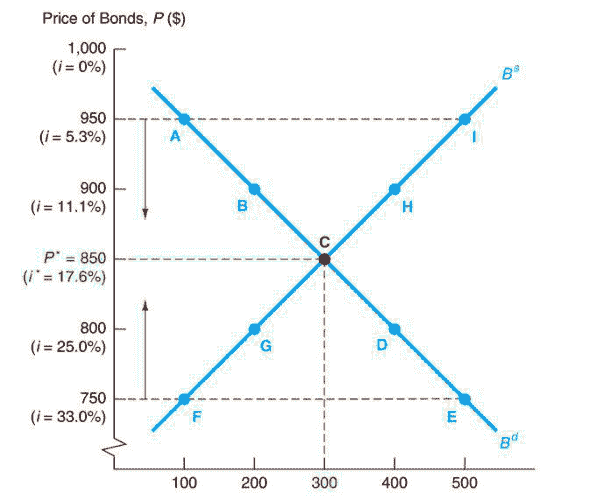 Price of Bonds, P ($)
1,000
(i = 0%)
B^s
950
(i = 5.3%)
A
I
900
(i = 11.1%)
B
H
C
P* = 850
(i* = 17.6%)
800
(i = 25.0%)
G
D
750
(i = 33.0%)
F
E
B^d
100 200 300 400 500